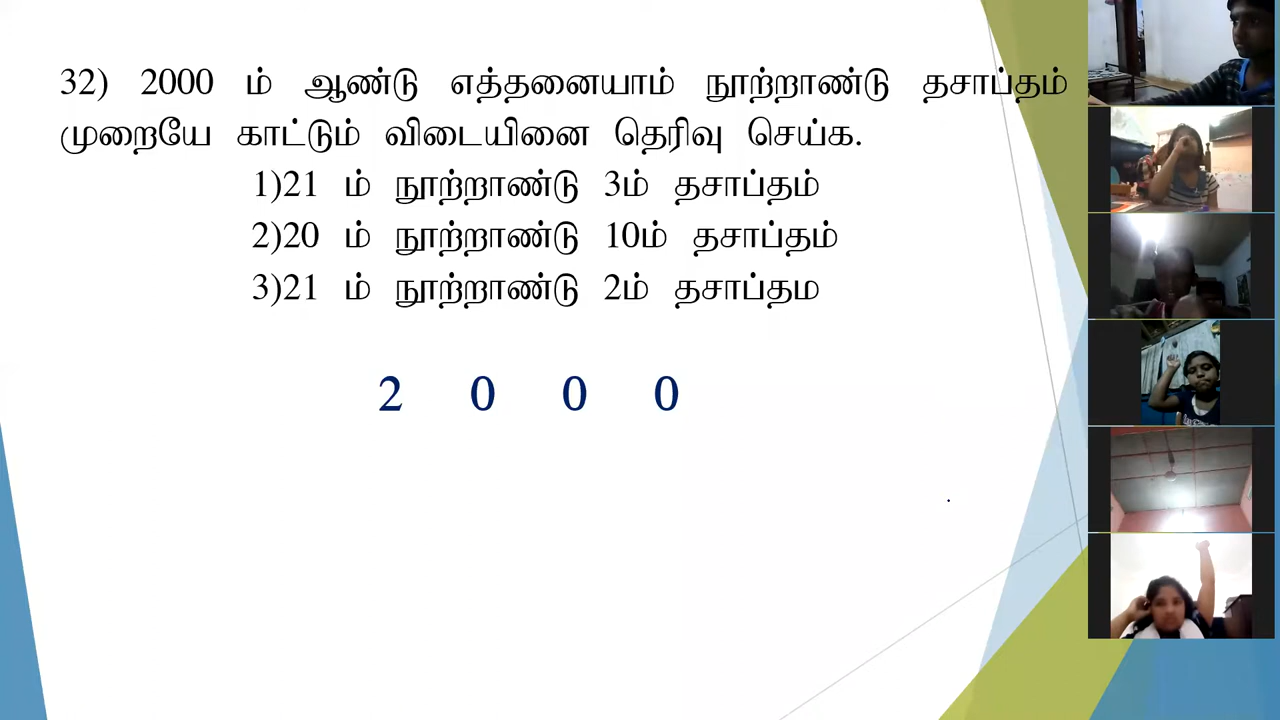 32) 2000 ம் ஆண்டு எத்தனையாம் நூற்றாண்டு தசாப்தம்
முறையே காட்டும் விடையினை தெரிவு செய்க.
1)21 ம் நூற்றாண்டு 3ம் தசாப்தம்
2)20 ம் நூற்றாண்டு 10ம் தசாப்தம்
3)21 ம் நூற்றாண்டு 2ம் தசாப்தம
2 0 0 0